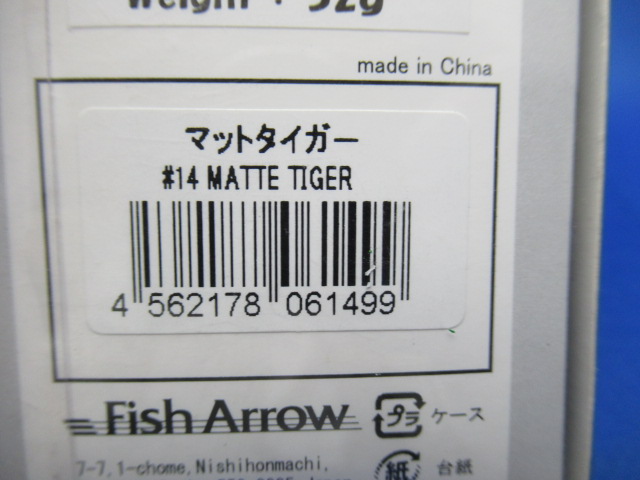 made in China
マットタイガー
#14 MATTE TIGER
4 562178 061499
Fish Arrow プラ ケース
7-7,1-chome,Nishihonmachi,
紙 台紙